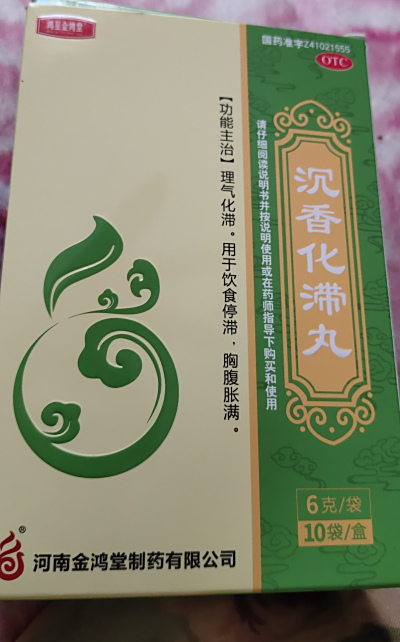 鸿至金鸿堂
国药准字Z41021555
OTC
【功能主治】理气化滞。用于饮食停滞，胸腹胀满。
请仔细阅读说明书并按说明使用或在药师指导下购买和使用
沉香化滞丸
6克/袋
10袋/盒
®
河南金鸿堂制药有限公司